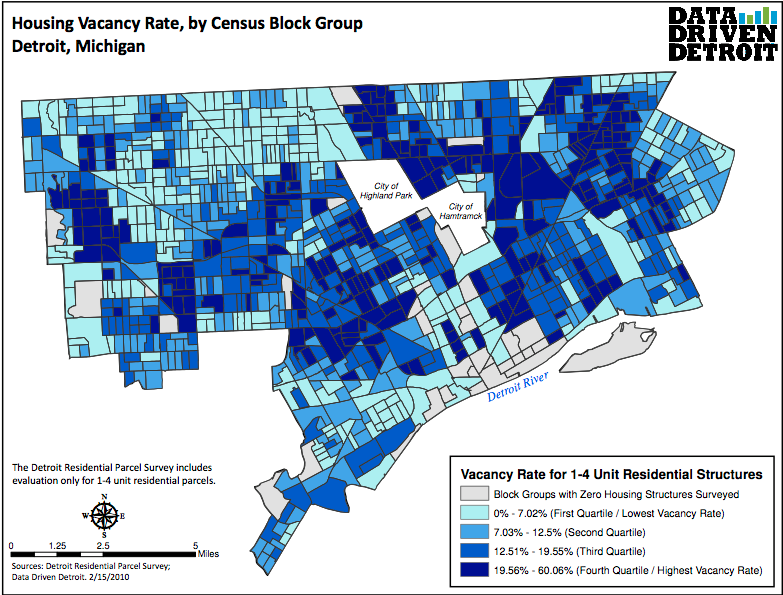 Housing Vacancy Rate, by Census Block Group
Detroit, Michigan
DATA
DRIVEN
DETROIT
City of
Highland Park
City of
Hamtramck
Detroit River
The Detroit Residential Parcel Survey includes
evaluation only for 1-4 unit residential parcels.
N
W E
S
0 1.25 2.5 5
Miles
Sources: Detroit Residential Parcel Survey;
Data Driven Detroit. 2/15/2010
Vacancy Rate for 1-4 Unit Residential Structures
Block Groups with Zero Housing Structures Surveyed
0% - 7.02% (First Quartile / Lowest Vacancy Rate)
7.03% - 12.5% (Second Quartile)
12.51% - 19.55% (Third Quartile)
19.56% - 60.06% (Fourth Quartile / Highest Vacancy Rate)